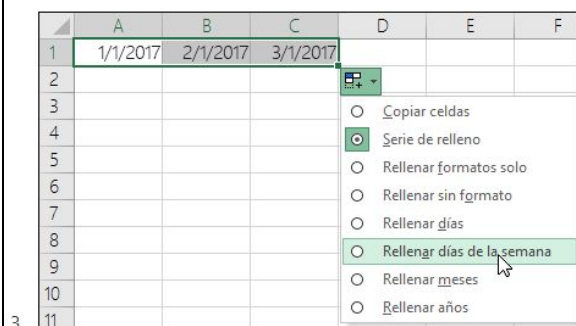 A B C D E F
1 1/1/2017 2/1/2017 3/1/2017
2
3 Copiar celdas
4 Serie de relleno
5 Rellenar formatos solo
6 Rellenar sin formato
7 Rellenar días
8 Rellenar días de la semana
9
10 Rellenar meses
11 Rellenar años
3